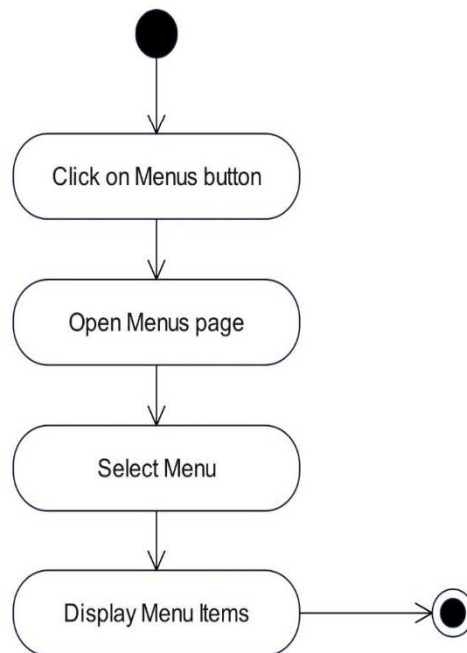 Click on Menus button
Open Menus page
Select Menu
Display Menu Items